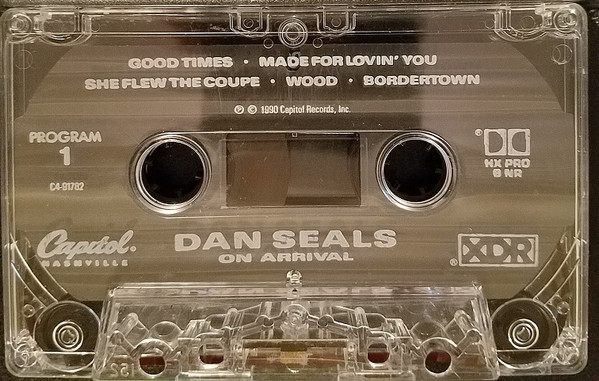 GOOD TIMES • MADE FOR LOVIN' YOU
SHE FLEW THE COUPE • WOOD • BORDERTOWN
℗ © 1990 Capitol Records, Inc.
PROGRAM
1
C4-91782
® HX PRO
B NR
Capitol®
NASHVILLE
DAN SEALS
ON ARRIVAL
® XDR